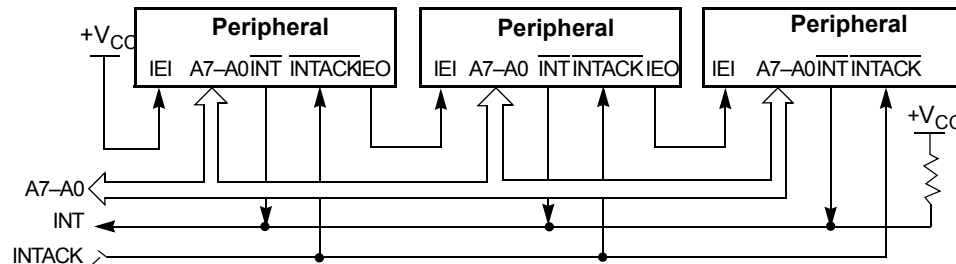 Peripheral Peripheral Peripheral
+VCC
IEI A7–A0 INT INTACK IEO IEI A7–A0 INT INTACK IEO IEI A7–A0 INT INTACK
+VCC
A7–A0
INT
INTACK